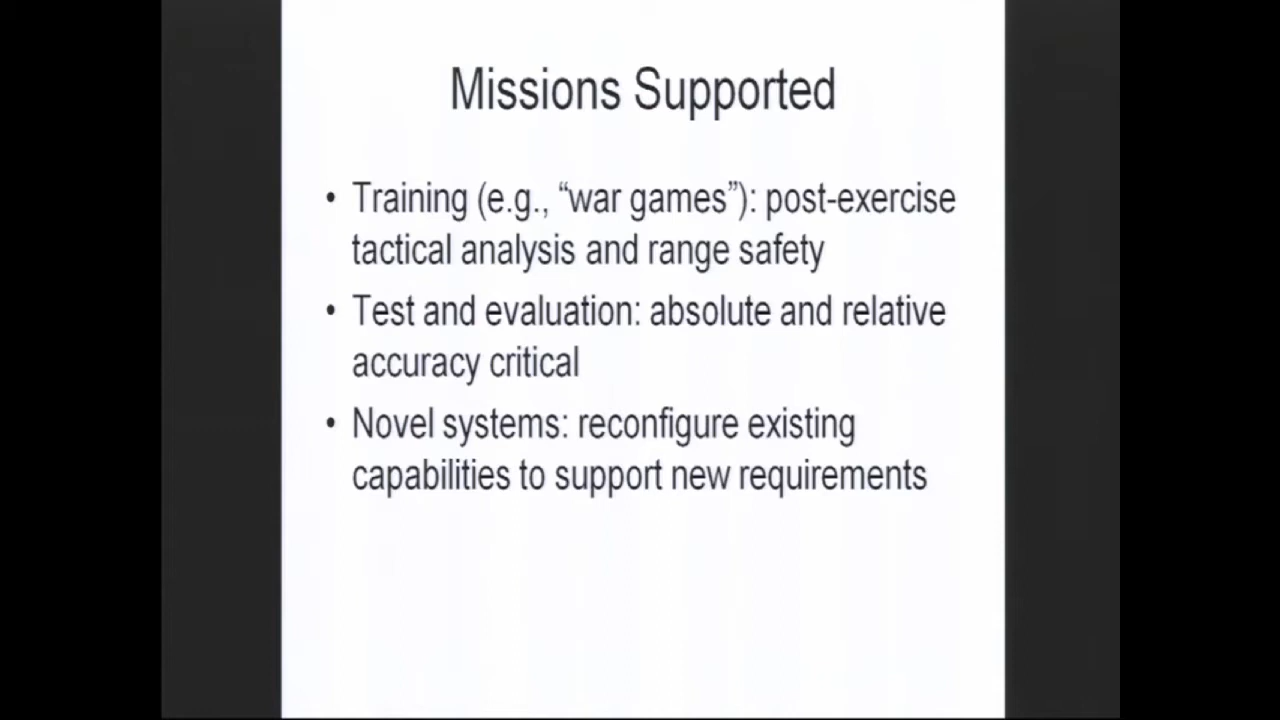 Missions Supported
• Training (e.g., “war games”): post-exercise
tactical analysis and range safety
• Test and evaluation: absolute and relative
accuracy critical
• Novel systems: reconfigure existing
capabilities to support new requirements